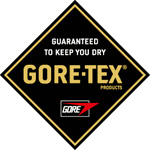 GUARANTEED
TO KEEP YOU DRY
GORE-TEX®
PRODUCTS
GORE